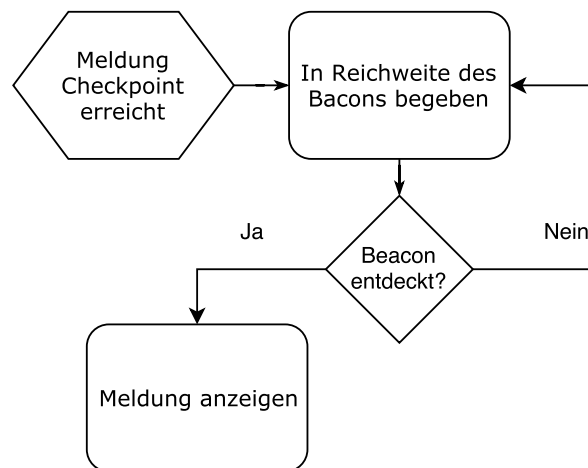 Meldung
Checkpoint
erreicht
In Reichweite des
Bacons begeben
Ja
Beacon
entdeckt?
Nein
Meldung anzeigen